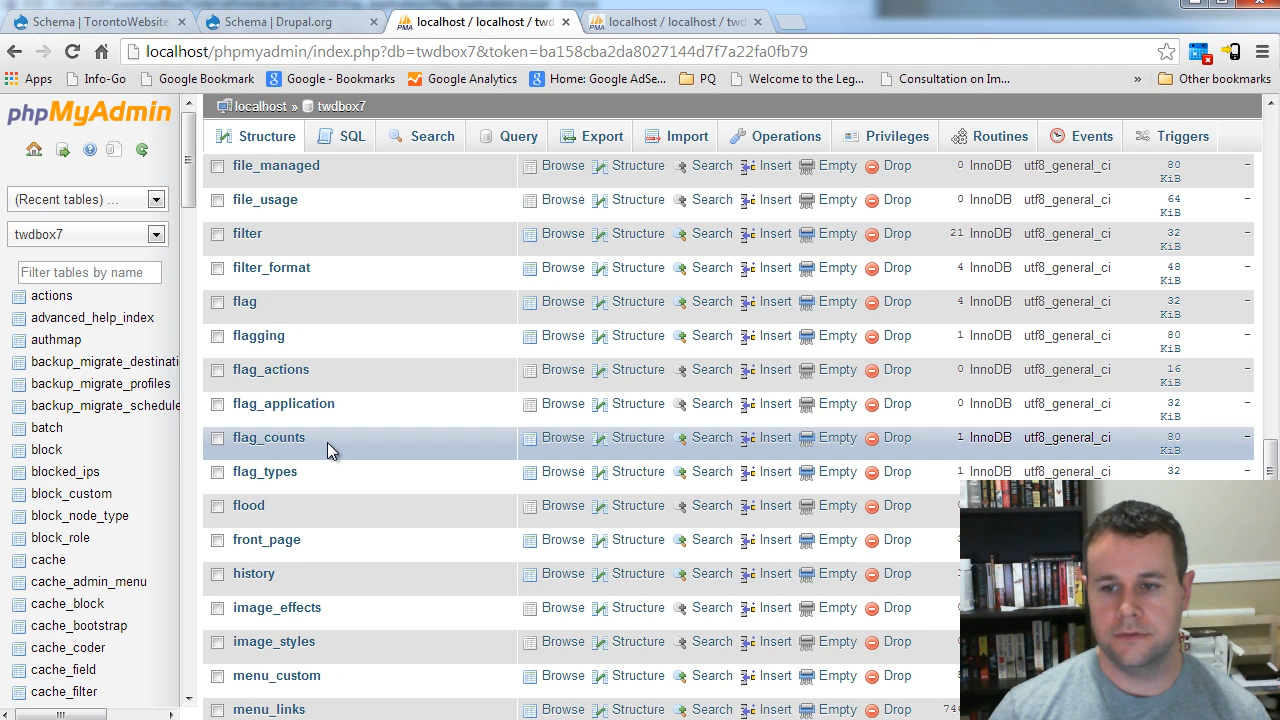 Schema | TorontoWebsite
Schema | Drupal.org
localhost / localhost / twd
localhost / localhost / twd
localhost/phpmyadmin/index.php?db=twdbox7&token=ba158cba2da8027144d7f7a22fa0fb79
Apps Info-Go Google Bookmark Google - Bookmarks Google Analytics Home: Google AdSe... PQ Welcome to the Leg... Consultation on Im... » Other bookmarks
phpMyAdmin
(Recent tables) ...
twdbox7
Filter tables by name
actions
advanced_help_index
authmap
backup_migrate_destinati
backup_migrate_profiles
backup_migrate_schedule
batch
block
blocked_ips
block_custom
block_node_type
block_role
cache
cache_admin_menu
cache_block
cache_bootstrap
cache_coder
cache_field
cache_filter
localhost » twdbox7
Structure SQL Search Query Export Import Operations Privileges Routines Events Triggers
file_managed Browse Structure Search Insert Empty Drop 0 InnoDB utf8_general_ci 80 KiB -
file_usage Browse Structure Search Insert Empty Drop 0 InnoDB utf8_general_ci 64 KiB -
filter Browse Structure Search Insert Empty Drop 21 InnoDB utf8_general_ci 32 KiB -
filter_format Browse Structure Search Insert Empty Drop 4 InnoDB utf8_general_ci 48 KiB -
flag Browse Structure Search Insert Empty Drop 4 InnoDB utf8_general_ci 32 KiB -
flagging Browse Structure Search Insert Empty Drop 1 InnoDB utf8_general_ci 80 KiB -
flag_actions Browse Structure Search Insert Empty Drop 0 InnoDB utf8_general_ci 16 KiB -
flag_application Browse Structure Search Insert Empty Drop 0 InnoDB utf8_general_ci 32 KiB -
flag_counts Browse Structure Search Insert Empty Drop 1 InnoDB utf8_general_ci 80 KiB -
flag_types Browse Structure Search Insert Empty Drop 1 InnoDB utf8_general_ci 32 -
flood Browse Structure Search Insert Empty Drop
front_page Browse Structure Search Insert Empty Drop
history Browse Structure Search Insert Empty Drop
image_effects Browse Structure Search Insert Empty Drop
image_styles Browse Structure Search Insert Empty Drop
menu_custom Browse Structure Search Insert Empty Drop
menu_links Browse Structure Search Insert Empty Drop